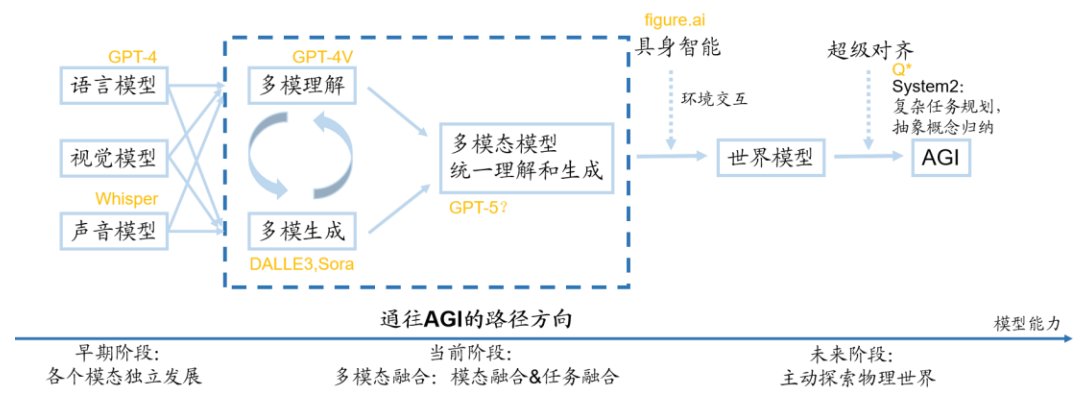 GPT-4
语言模型
视觉模型
Whisper
声音模型
GPT-4V
多模理解
多模生成
DALLE3,Sora
多模态模型
统一理解和生成
GPT-5?
figure.ai
具身智能
环境交互
世界模型
超级对齐
Q*
System2:
复杂任务规划,
抽象概念归纳
AGI
通往AGI的路径方向
模型能力
早期阶段:
各个模态独立发展
当前阶段:
多模态融合:模态融合&任务融合
未来阶段:
主动探索物理世界